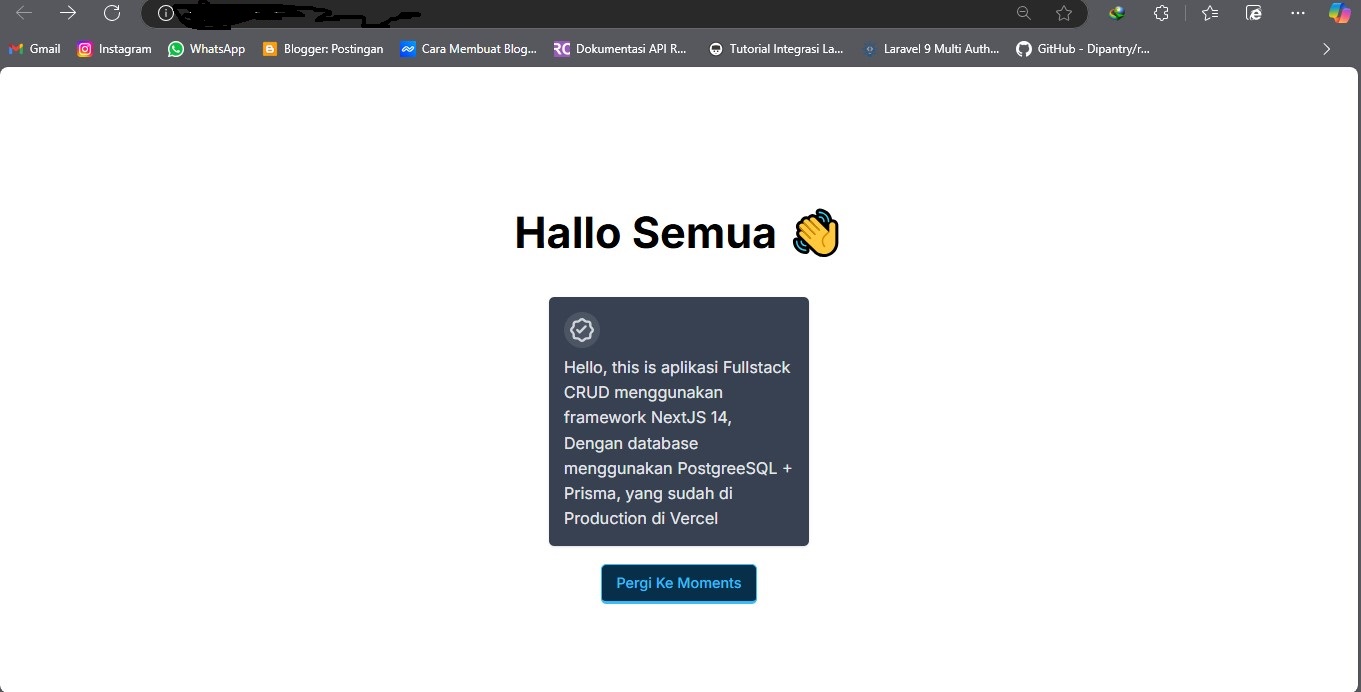 Gmail
Instagram
WhatsApp
Blogger: Postingan
Cara Membuat Blog...
RC Dokumentasi API R...
Tutorial Integrasi La...
Laravel 9 Multi Auth...
GitHub - Dipantry/r...
Hallo Semua 👋
Hello, this is aplikasi Fullstack
CRUD menggunakan
framework NextJS 14,
Dengan database
menggunakan PostgreeSQL +
Prisma, yang sudah di
Production di Vercel
Pergi Ke Moments